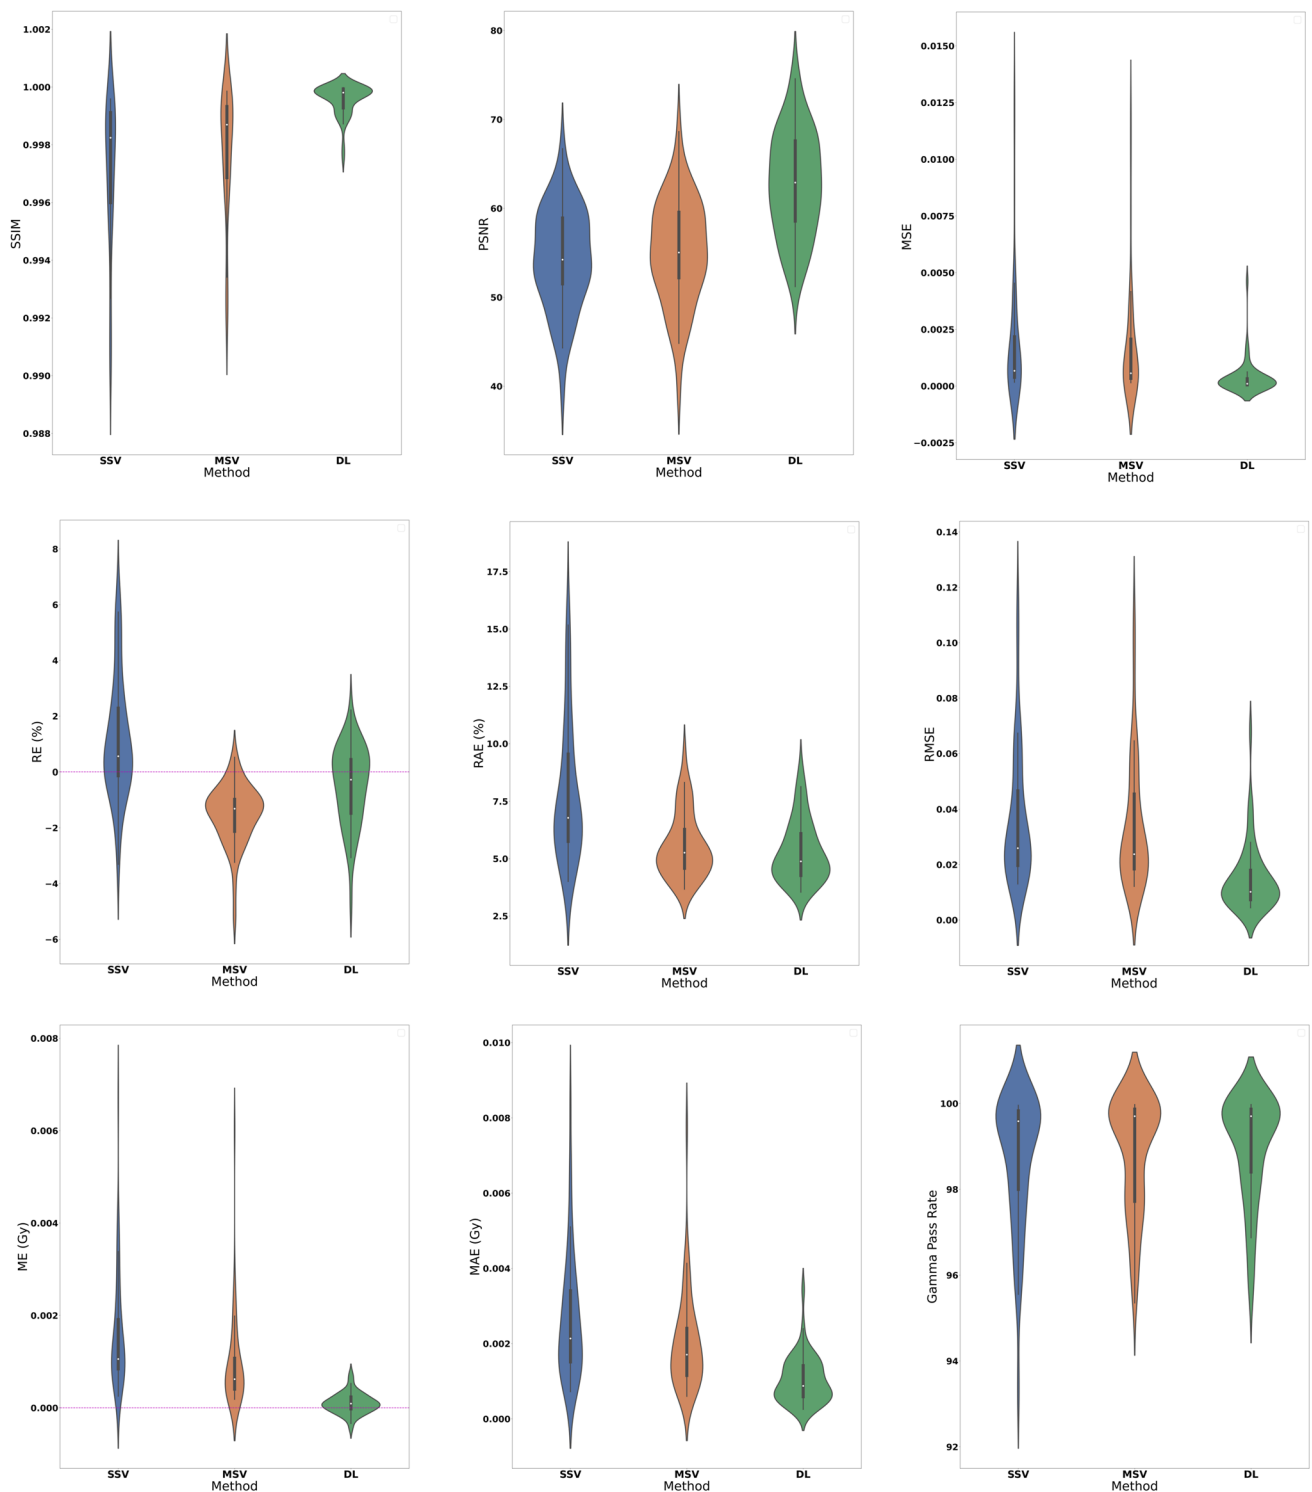 SSIM
1.002
1.000
0.998
0.996
0.994
0.992
0.990
0.988
SSV MSV DL
Method
PSNR
80
70
60
50
40
SSV MSV DL
Method
MSE
0.0150
0.0125
0.0100
0.0075
0.0050
0.0025
0.0000
−0.0025
SSV MSV DL
Method
RE (%)
8
6
4
2
0
−2
−4
−6
SSV MSV DL
Method
RAE (%)
17.5
15.0
12.5
10.0
7.5
5.0
2.5
SSV MSV DL
Method
RMSE
0.14
0.12
0.10
0.08
0.06
0.04
0.02
0.00
SSV MSV DL
Method
ME (Gy)
0.008
0.006
0.004
0.002
0.000
SSV MSV DL
Method
MAE (Gy)
0.010
0.008
0.006
0.004
0.002
0.000
SSV MSV DL
Method
Gamma Pass Rate
100
98
96
94
92
SSV MSV DL
Method